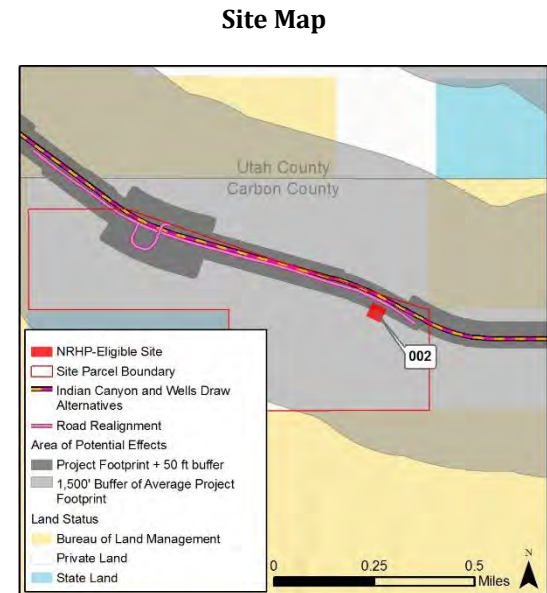 Site Map
Utah County
Carbon County
002
NRHP-Eligible Site
Site Parcel Boundary
Indian Canyon and Wells Draw
Alternatives
Road Realignment
Area of Potential Effects
Project Footprint + 50 ft buffer
1,500' Buffer of Average Project
Footprint
Land Status
Bureau of Land Management
Private Land
State Land
0 0.25 0.5
Miles
N